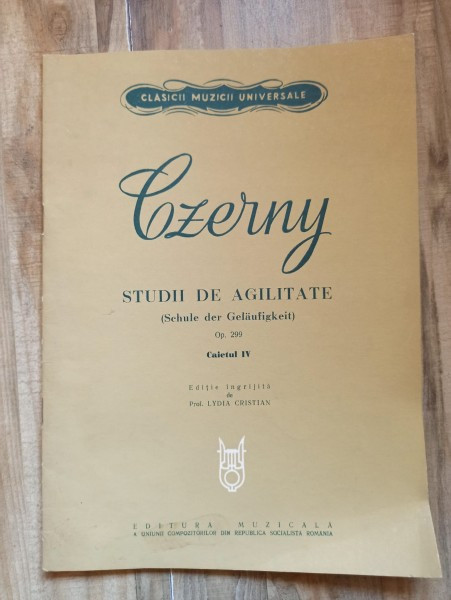 CLASICII MUZICII UNIVERSALE
Czerny
STUDII DE AGILITATE
(Schule der Geläufigkeit)
Op. 299
Caietul IV
Ediție îngrijită
de
Prof. LYDIA CRISTIAN
EDITURA MUZICALĂ
A UNIUNII COMPOZITORILOR DIN REPUBLICA SOCIALISTĂ ROMÂNIA